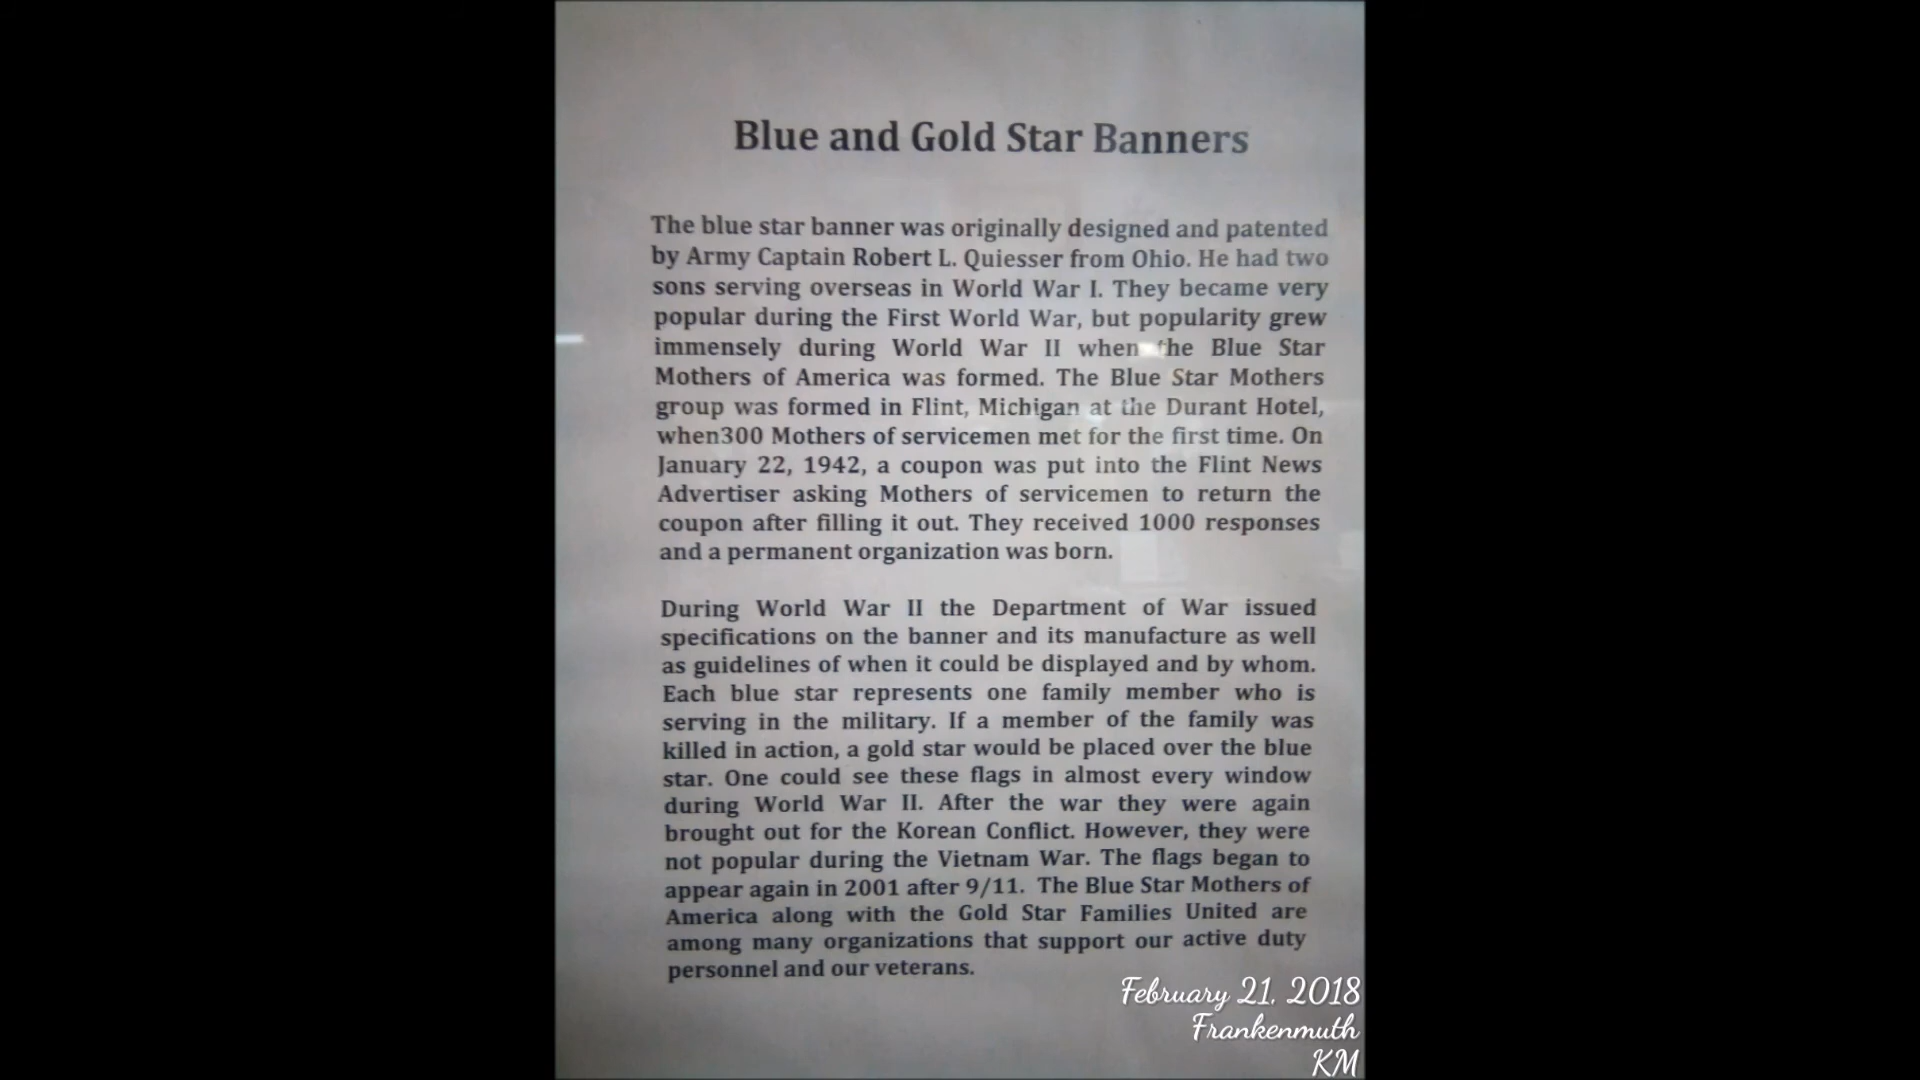 Blue and Gold Star Banners
The blue star banner was originally designed and patented
by Army Captain Robert L. Quiesser from Ohio. He had two
sons serving overseas in World War I. They became very
popular during the First World War, but popularity grew
immensely during World War II when the Blue Star
Mothers of America was formed. The Blue Star Mothers
group was formed in Flint, Michigan at the Durant Hotel,
when300 Mothers of servicemen met for the first time. On
January 22, 1942, a coupon was put into the Flint News
Advertiser asking Mothers of servicemen to return the
coupon after filling it out. They received 1000 responses
and a permanent organization was born.
During World War II the Department of War issued
specifications on the banner and its manufacture as well
as guidelines of when it could be displayed and by whom.
Each blue star represents one family member who is
serving in the military. If a member of the family was
killed in action, a gold star would be placed over the blue
star. One could see these flags in almost every window
during World War II. After the war they were again
brought out for the Korean Conflict. However, they were
not popular during the Vietnam War. The flags began to
appear again in 2001 after 9/11. The Blue Star Mothers of
America along with the Gold Star Families United are
among many organizations that support our active duty
personnel and our veterans.
February 21, 2018
Frankenmuth
KM